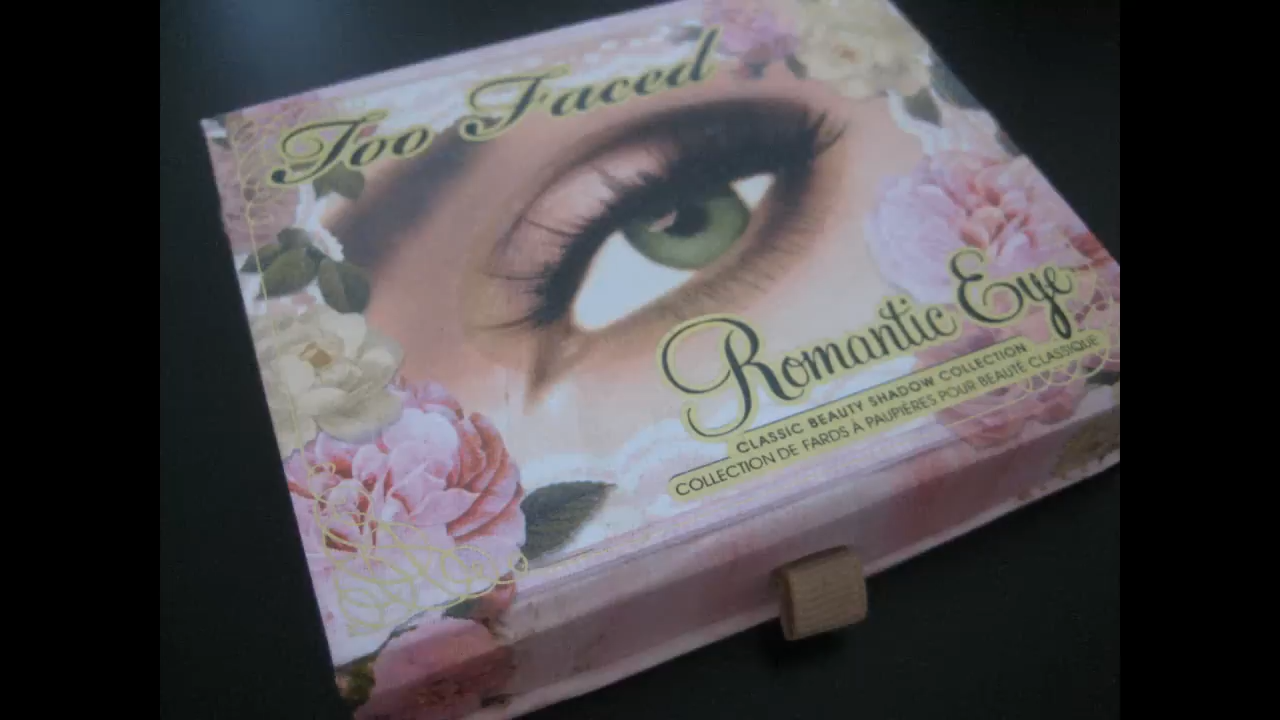 Too Faced
Romantic Eye
CLASSIC BEAUTY SHADOW COLLECTION
COLLECTION DE FARDS À PAUPIÈRES POUR BEAUTÉ CLASSIQUE